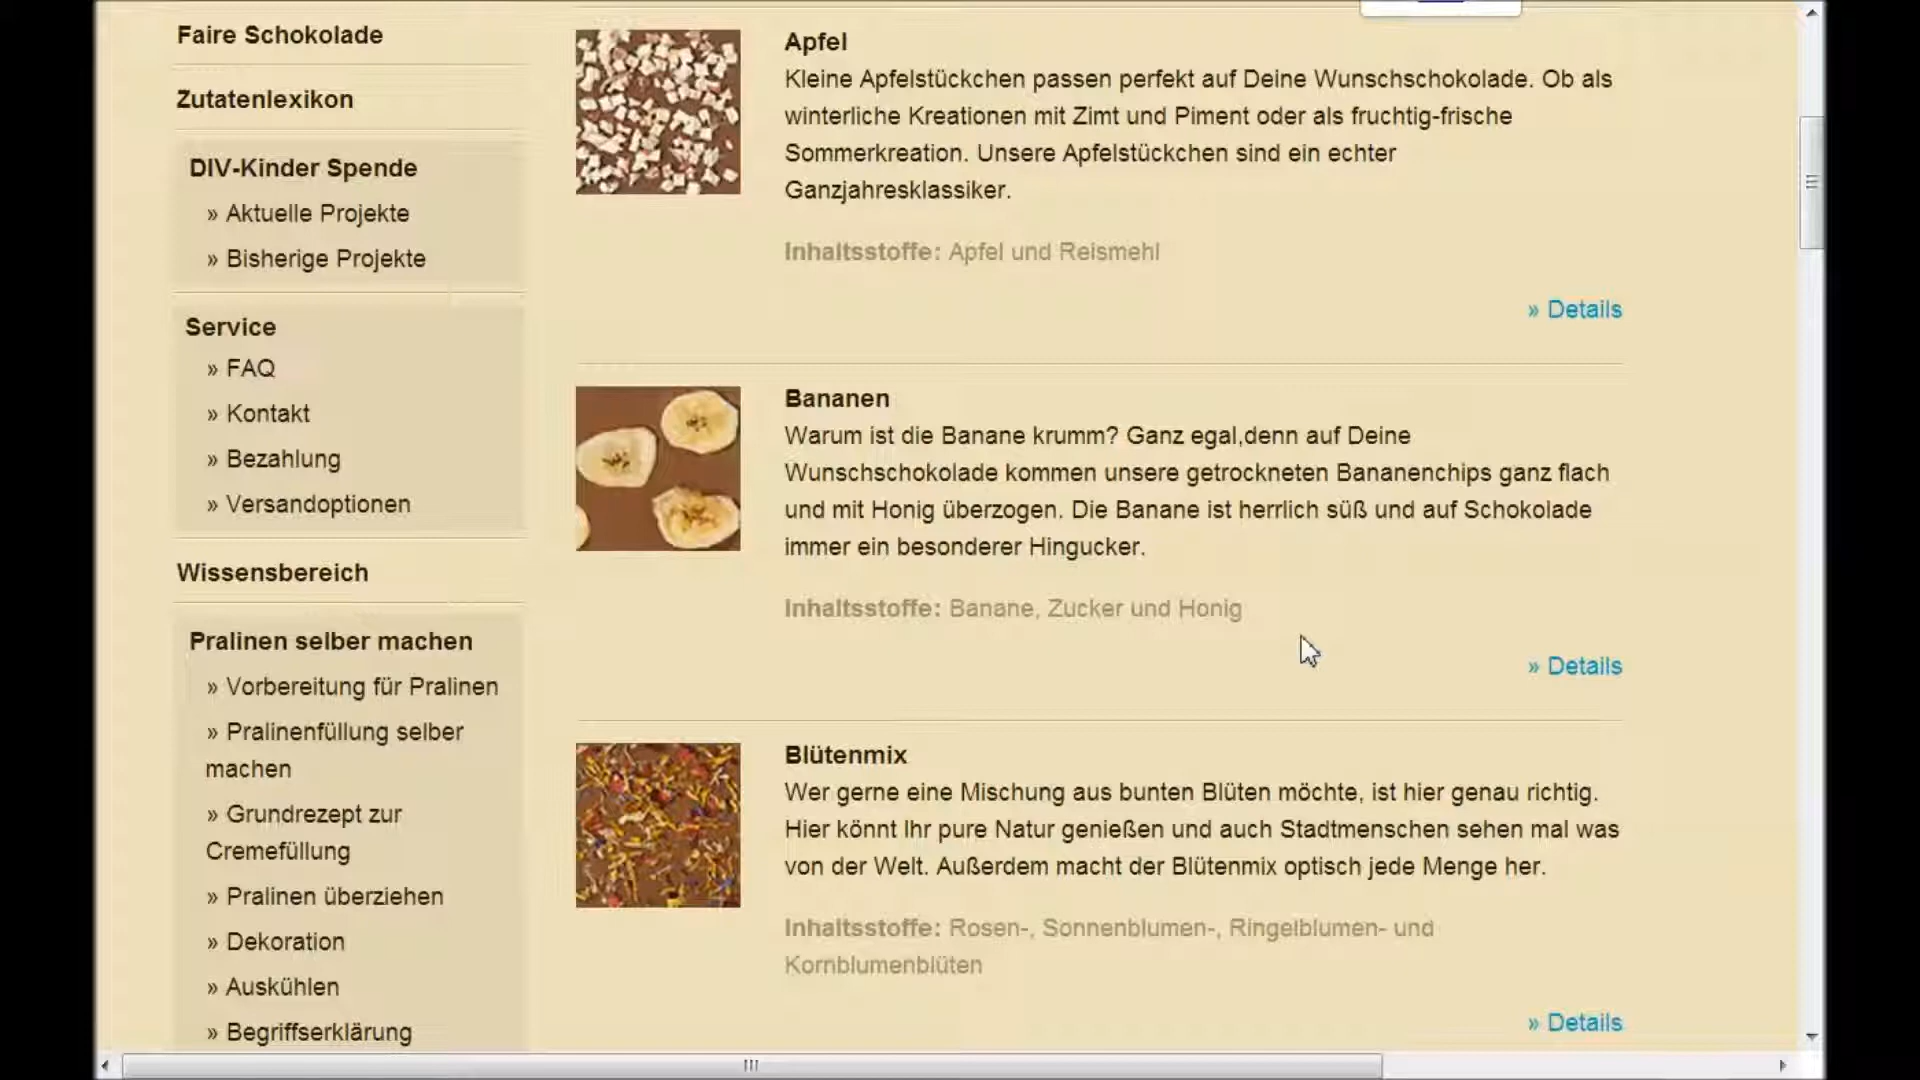 Faire Schokolade
Zutatenlexikon
DIV-Kinder Spende
» Aktuelle Projekte
» Bisherige Projekte
Service
» FAQ
» Kontakt
» Bezahlung
» Versandoptionen
Wissensbereich
Pralinen selber machen
» Vorbereitung für Pralinen
» Pralinenfüllung selber
machen
» Grundrezept zur
Cremefüllung
» Pralinen überziehen
» Dekoration
» Auskühlen
» Begriffserklärung
Apfel
Kleine Apfelstückchen passen perfekt auf Deine Wunschschokolade. Ob als
winterliche Kreationen mit Zimt und Piment oder als fruchtig-frische
Sommerkreation. Unsere Apfelstückchen sind ein echter
Ganzjahresklassiker.
Inhaltsstoffe: Apfel und Reismehl
» Details
Bananen
Warum ist die Banane krumm? Ganz egal,denn auf Deine
Wunschschokolade kommen unsere getrockneten Bananenchips ganz flach
und mit Honig überzogen. Die Banane ist herrlich süß und auf Schokolade
immer ein besonderer Hingucker.
Inhaltsstoffe: Banane, Zucker und Honig
» Details
Blütenmix
Wer gerne eine Mischung aus bunten Blüten möchte, ist hier genau richtig.
Hier könnt Ihr pure Natur genießen und auch Stadtmenschen sehen mal was
von der Welt. Außerdem macht der Blütenmix optisch jede Menge her.
Inhaltsstoffe: Rosen-, Sonnenblumen-, Ringelblumen- und
Kornblumenblüten
» Details